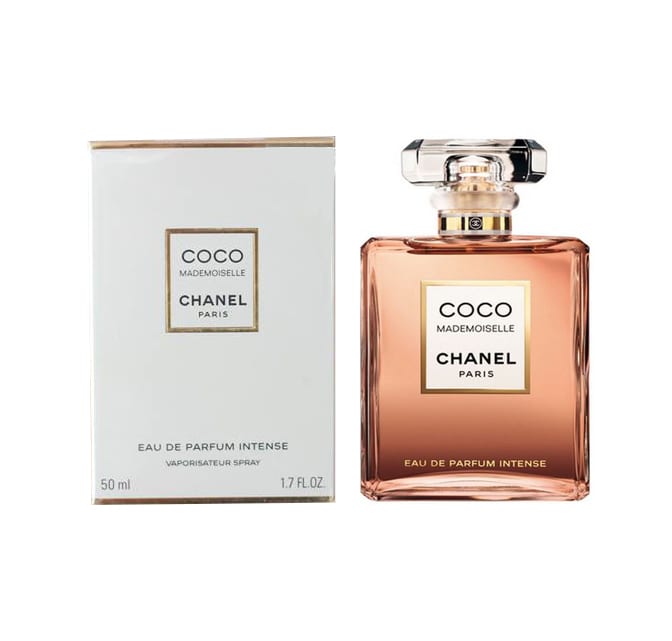 COCO
MADEMOISELLE
CHANEL
PARIS
EAU DE PARFUM INTENSE
VAPORISATEUR SPRAY
50 ml 1.7 FL.OZ.
COCO
MADEMOISELLE
CHANEL
PARIS
EAU DE PARFUM INTENSE